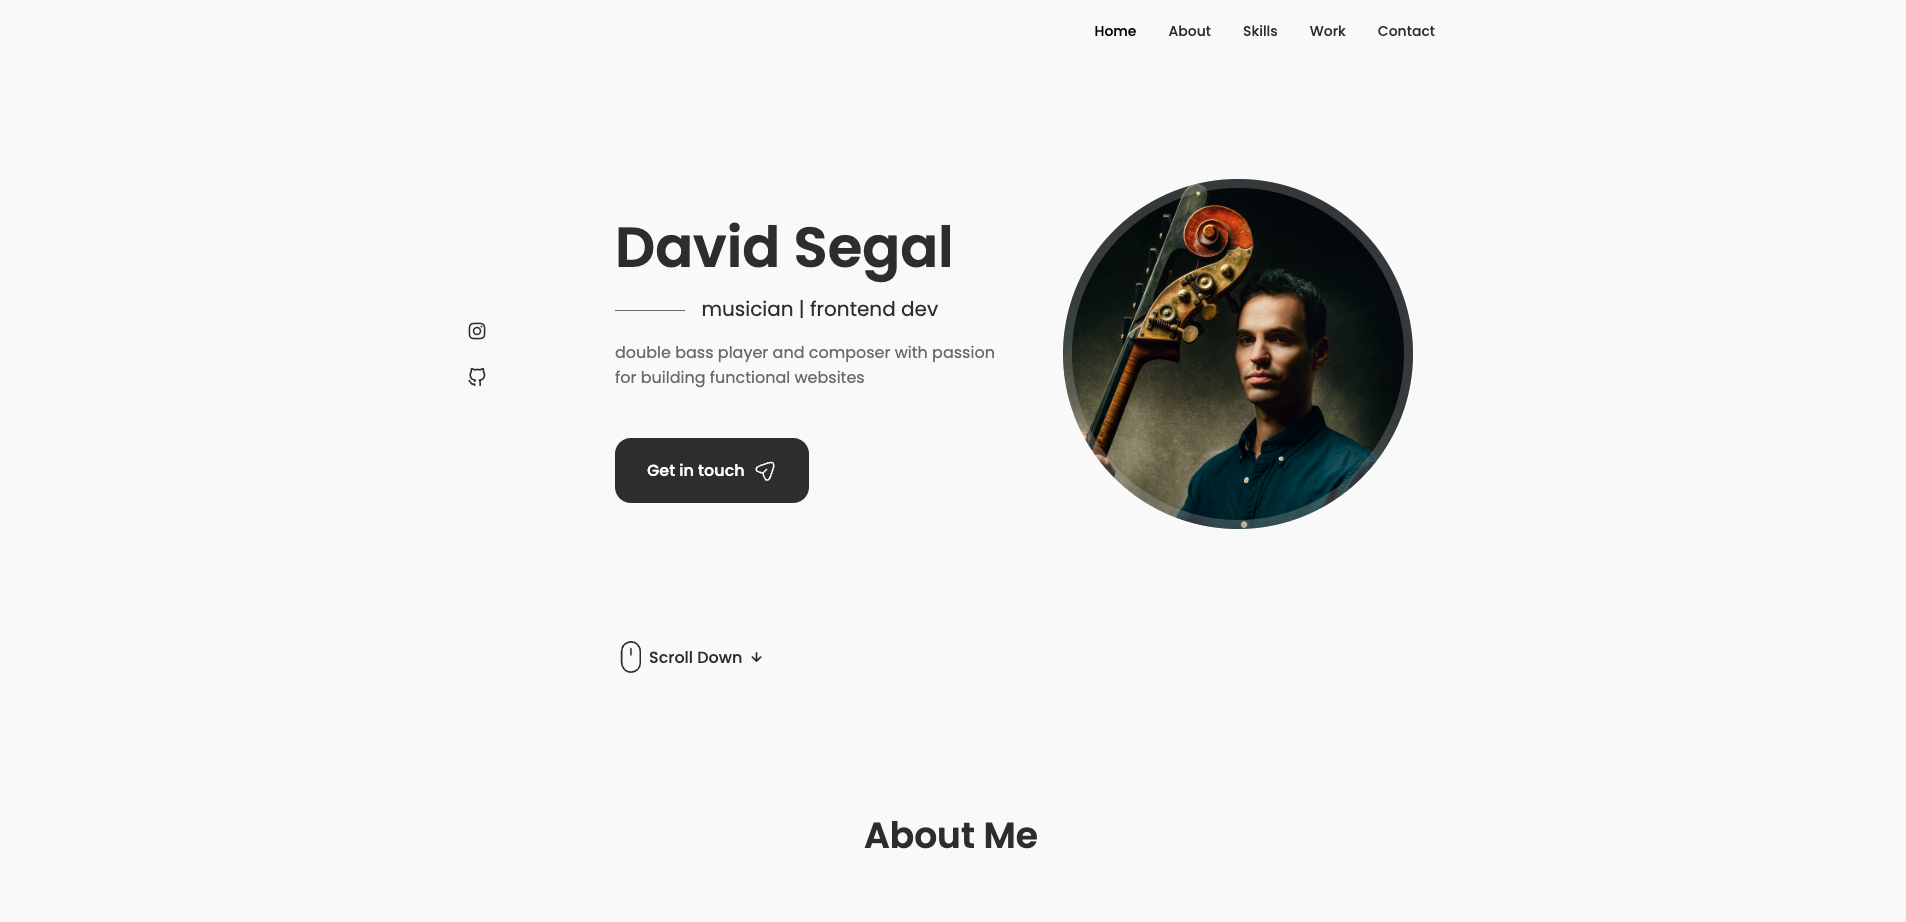 Home About Skills Work Contact
David Segal
musician | frontend dev
double bass player and composer with passion
for building functional websites
Get in touch
Scroll Down
About Me